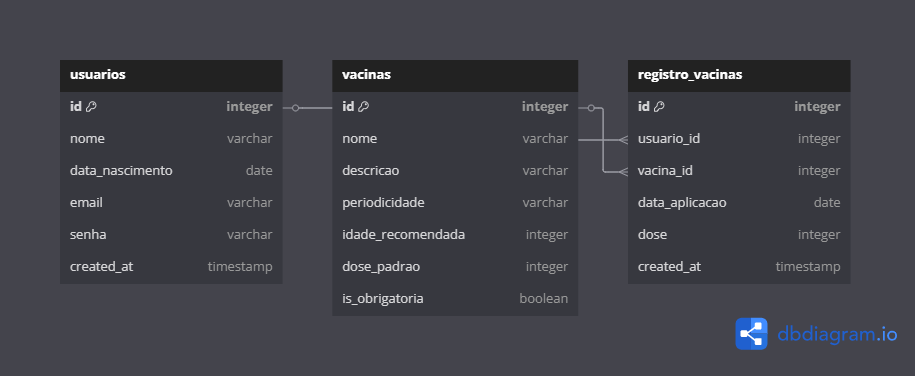 usuarios
id integer
nome varchar
data_nascimento date
email varchar
senha varchar
created_at timestamp
vacinas
id integer
nome varchar
descricao varchar
periodicidade varchar
idade_recomendada integer
dose_padrao integer
is_obrigatoria boolean
registro_vacinas
id integer
usuario_id integer
vacina_id integer
data_aplicacao date
dose integer
created_at timestamp
dbdiagram.io